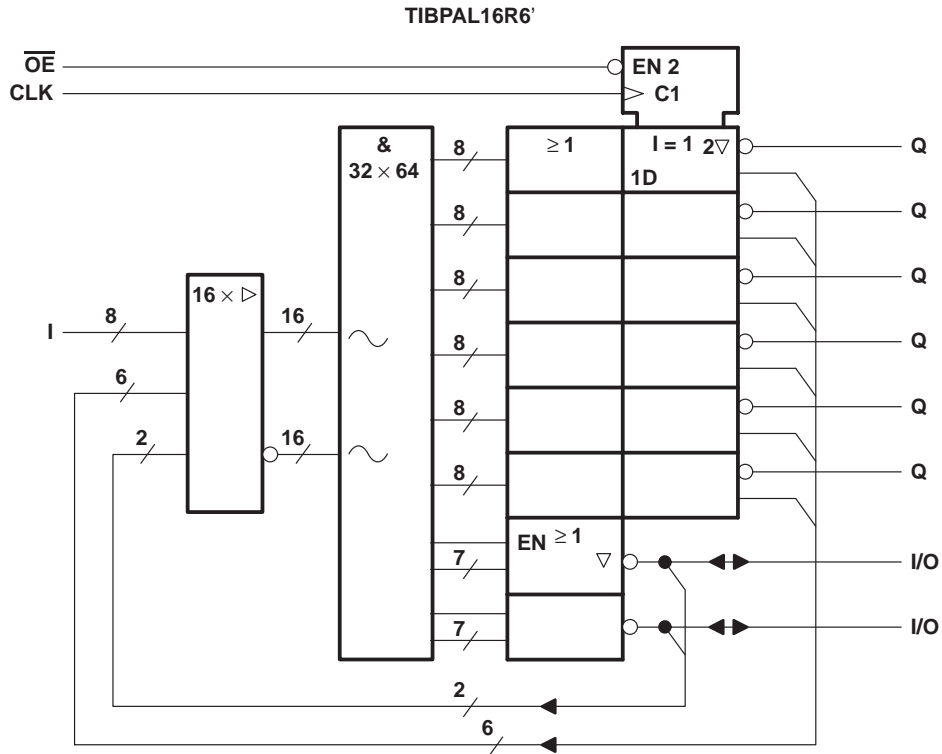 TIBPAL16R6’
OE
EN 2
CLK
C1
&
32 × 64
8
≥ 1
I = 1
2▽
1D
Q
8
Q
8
Q
16 × ▷
I
8
16
8
Q
6
8
Q
2
16
8
Q
EN
≥ 1
▽
7
I/O
7
I/O
2
6